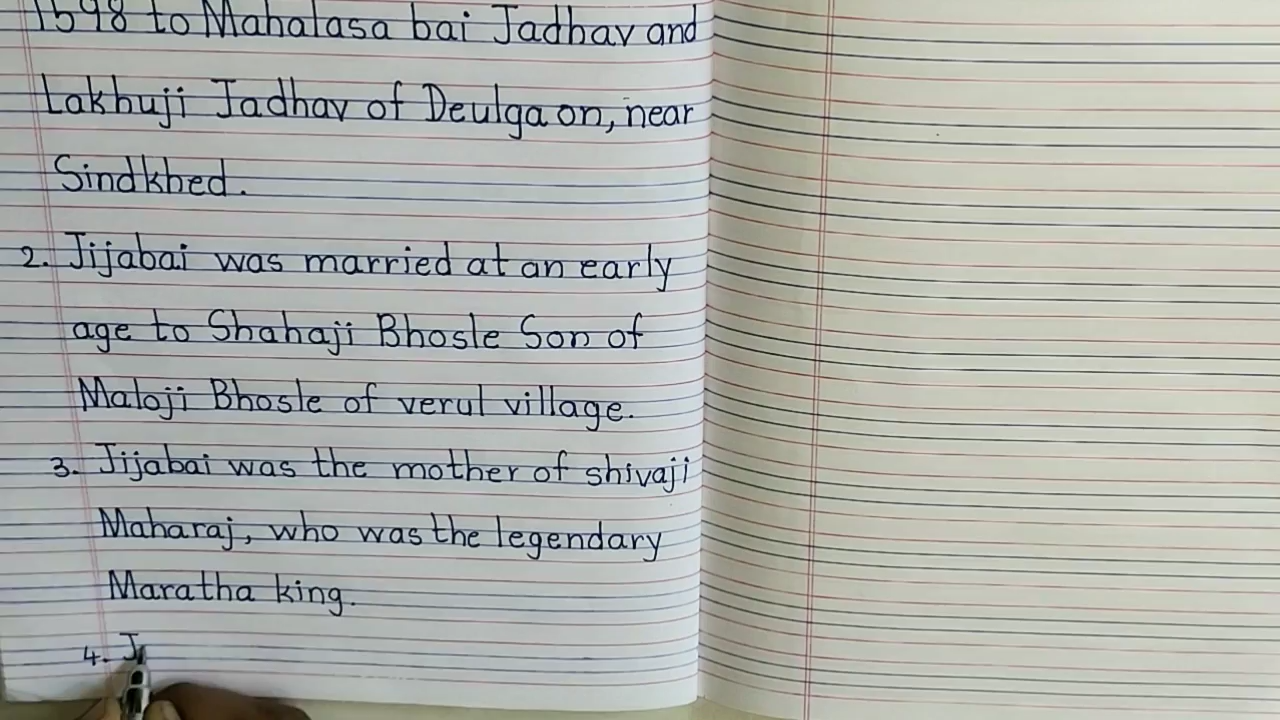 1598 to Mahalasa bai Jadhav and
Lakhuji Jadhav of Deulgaon, near
Sindkhed.
2. Jijabai was married at an early
age to Shahaji Bhosle Son of
Maloji Bhosle of verul village.
3. Jijabai was the mother of shivaji
Maharaj, who was the legendary
Maratha king.
4. J